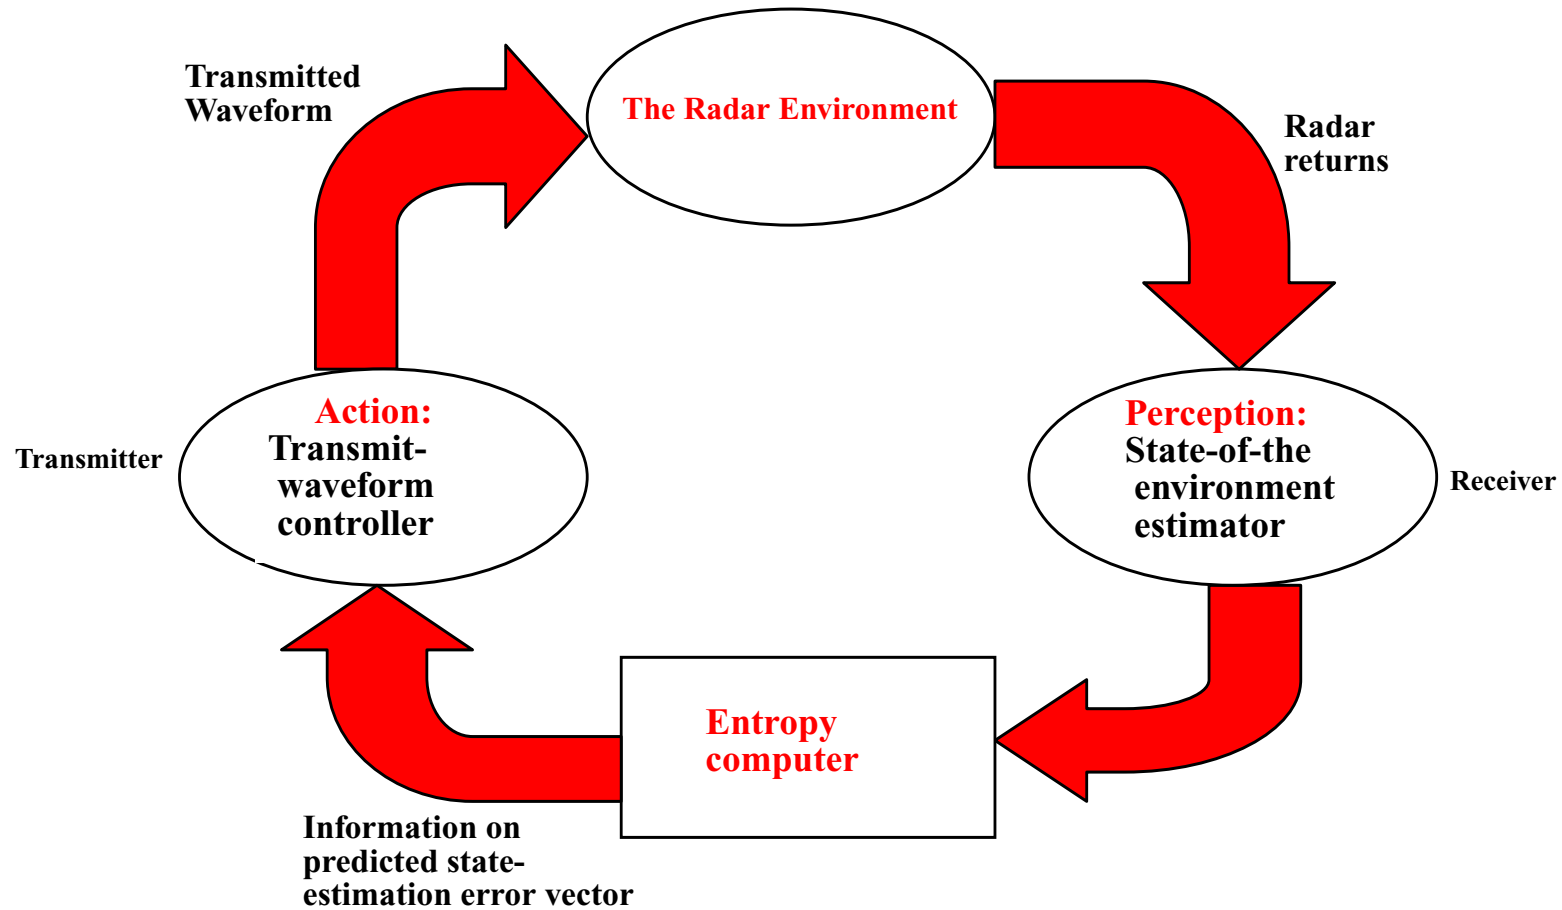 Transmitted
Waveform
The Radar Environment
Radar
returns
Action:
Transmit-
waveform
controller
Transmitter
Perception:
State-of-the
environment
estimator
Receiver
Entropy
computer
Information on
predicted state-
estimation error vector